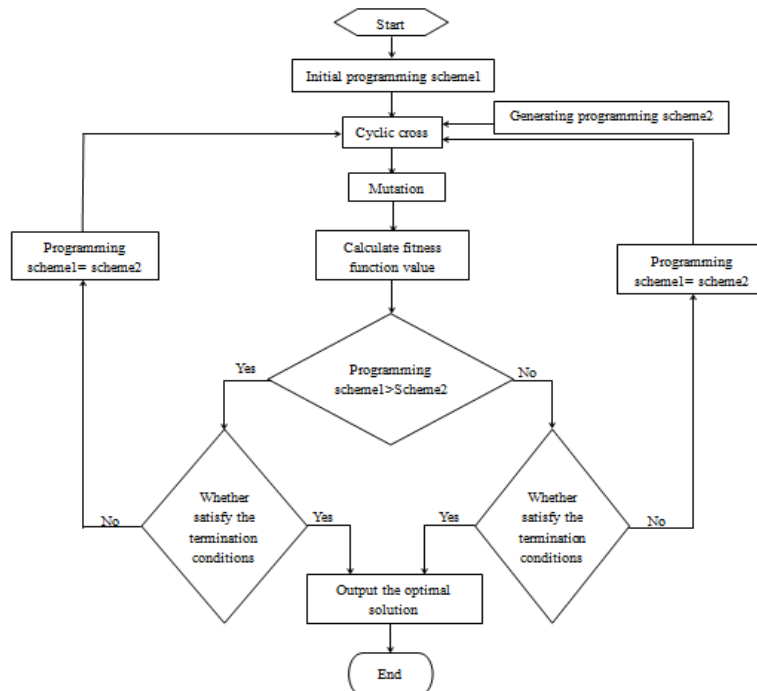 Start
Initial programming scheme1
Generating programming scheme2
Cyclic cross
Mutation
Programming
scheme1= scheme2
Calculate fitness
function value
Programming
scheme1= scheme2
Yes
Programming
scheme1>Scheme2
No
Whether
satisfy the
termination
conditions
No
Yes
Whether
satisfy the
termination
conditions
Yes
No
Output the optimal
solution
End